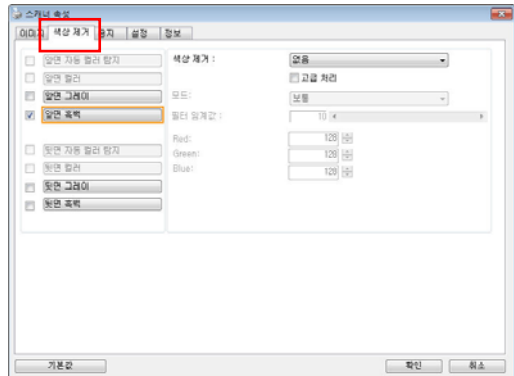 스캐너 속성
이미지 색상 제거 용지 설정 정보
앞면 자동 컬러 탐지
앞면 컬러
앞면 그레이
앞면 흑백
뒷면 자동 컬러 탐지
뒷면 컬러
뒷면 그레이
뒷면 흑백
색상 제거 : 없음
고급 처리
모드: 보통
필터 임계값 : 10
Red: 128
Green: 128
Blue: 128
기본값 확인 취소